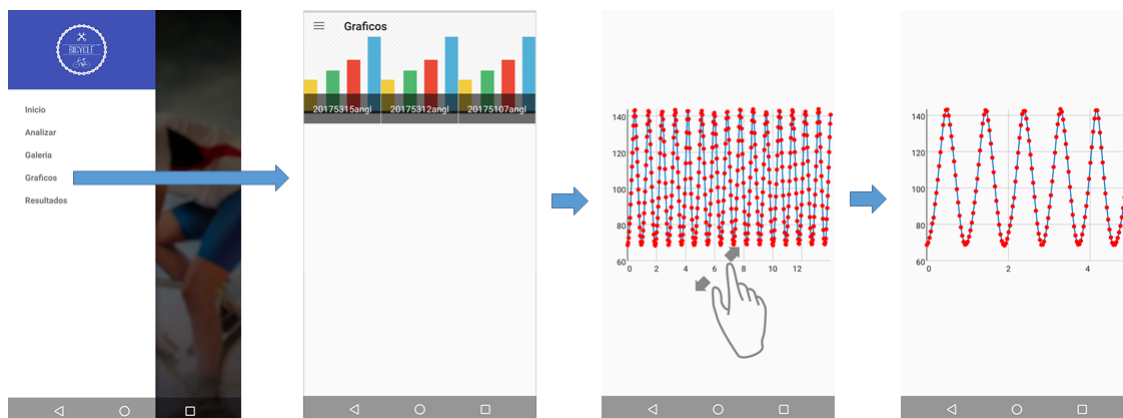 BICYCLE
Inicio
Analizar
Galeria
Graficos
Resultados
Graficos
20175315angl
20175312angl
20175107angl
140
120
100
80
60
0 2 4 6 8 10 12
140
120
100
80
60
0 2 4